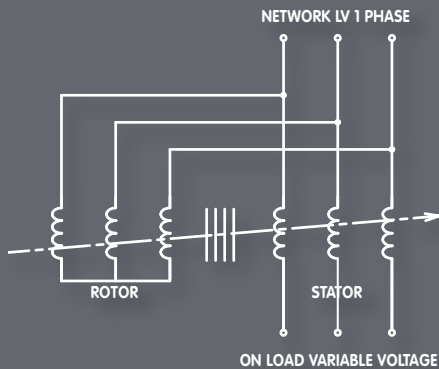 NETWORK LV 1 PHASE
ROTOR
STATOR
ON LOAD VARIABLE VOLTAGE